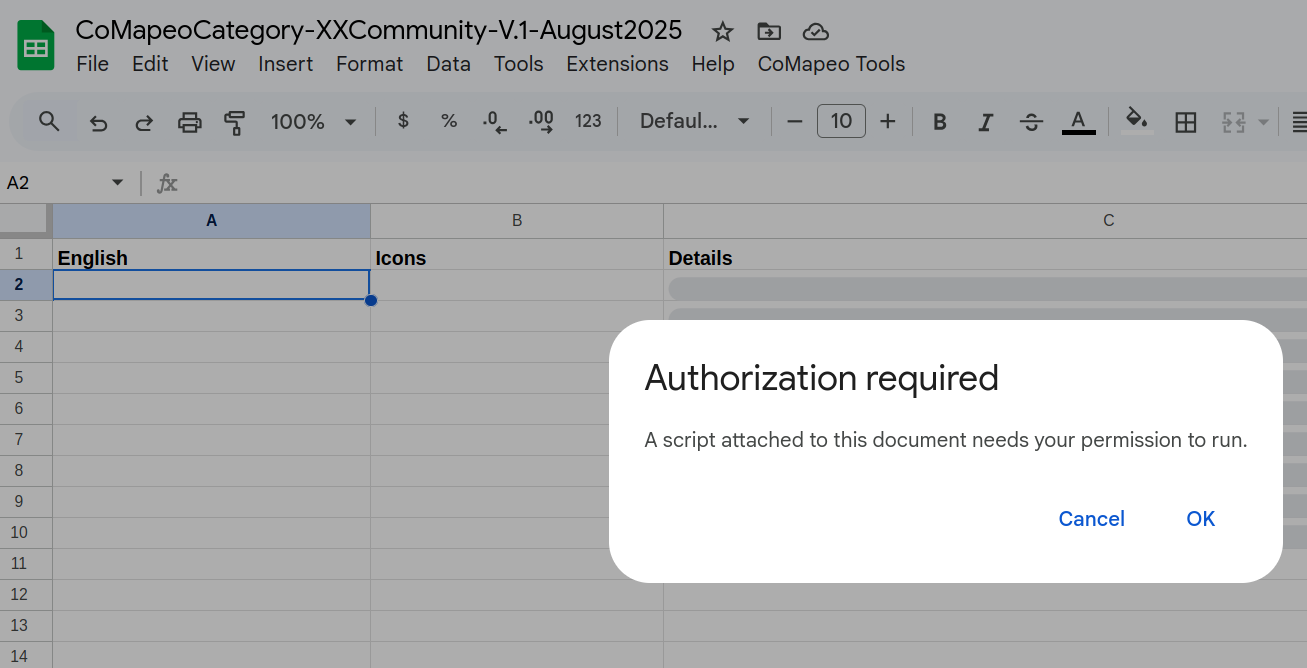 CoMapeoCategory-XXCommunity-V.1-August2025
File Edit View Insert Format Data Tools Extensions Help CoMapeo Tools
100% $ % .0 .00 123 Defaul... 10 B I S A
A2 fx
A B C
1 English Icons Details
2
3
4
5
6
7
8
9
10
11
12
13
14
Authorization required
A script attached to this document needs your permission to run.
Cancel OK